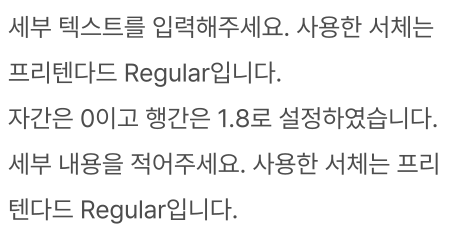 세부 텍스트를 입력해주세요. 사용한 서체는
프리텐다드 Regular입니다.
자간은 0이고 행간은 1.8로 설정하였습니다.
세부 내용을 적어주세요. 사용한 서체는 프리
텐다드 Regular입니다.